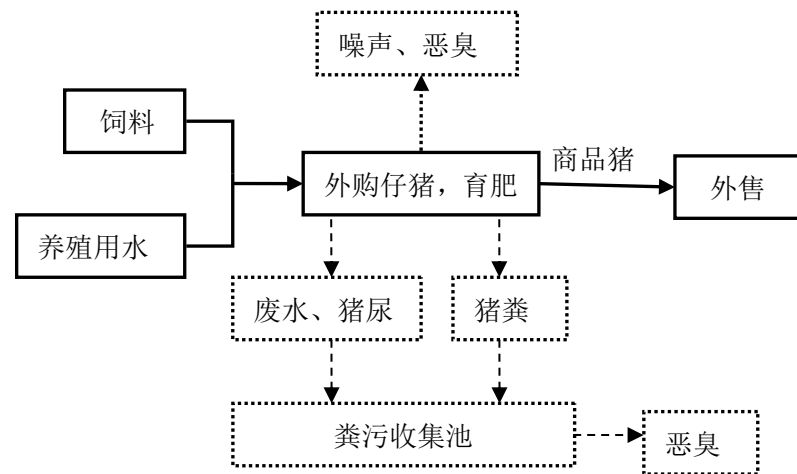 噪声、恶臭
饲料
商品猪
外购仔猪，育肥
外售
养殖用水
废水、猪尿
猪粪
粪污收集池
恶臭